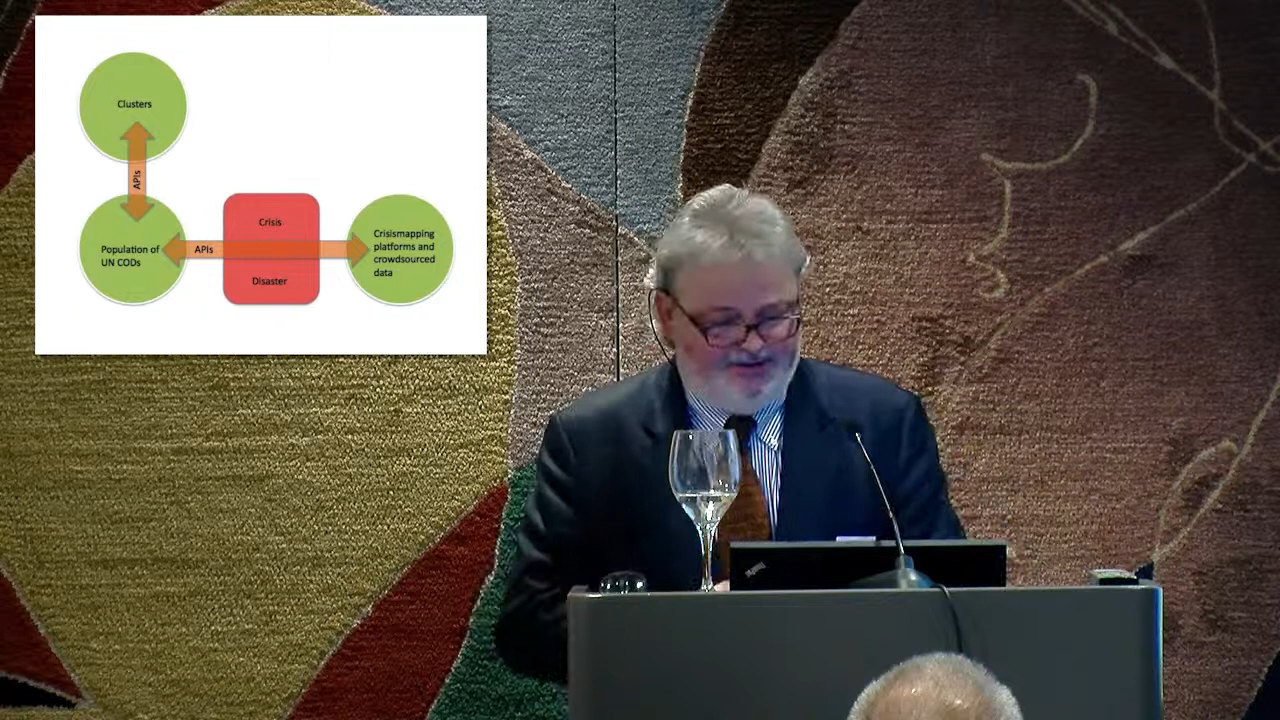 Clusters
APIs
Population of
UN CODs
APIs
Crisis
Disaster
Crisismapping
platforms and
crowdsourced
data